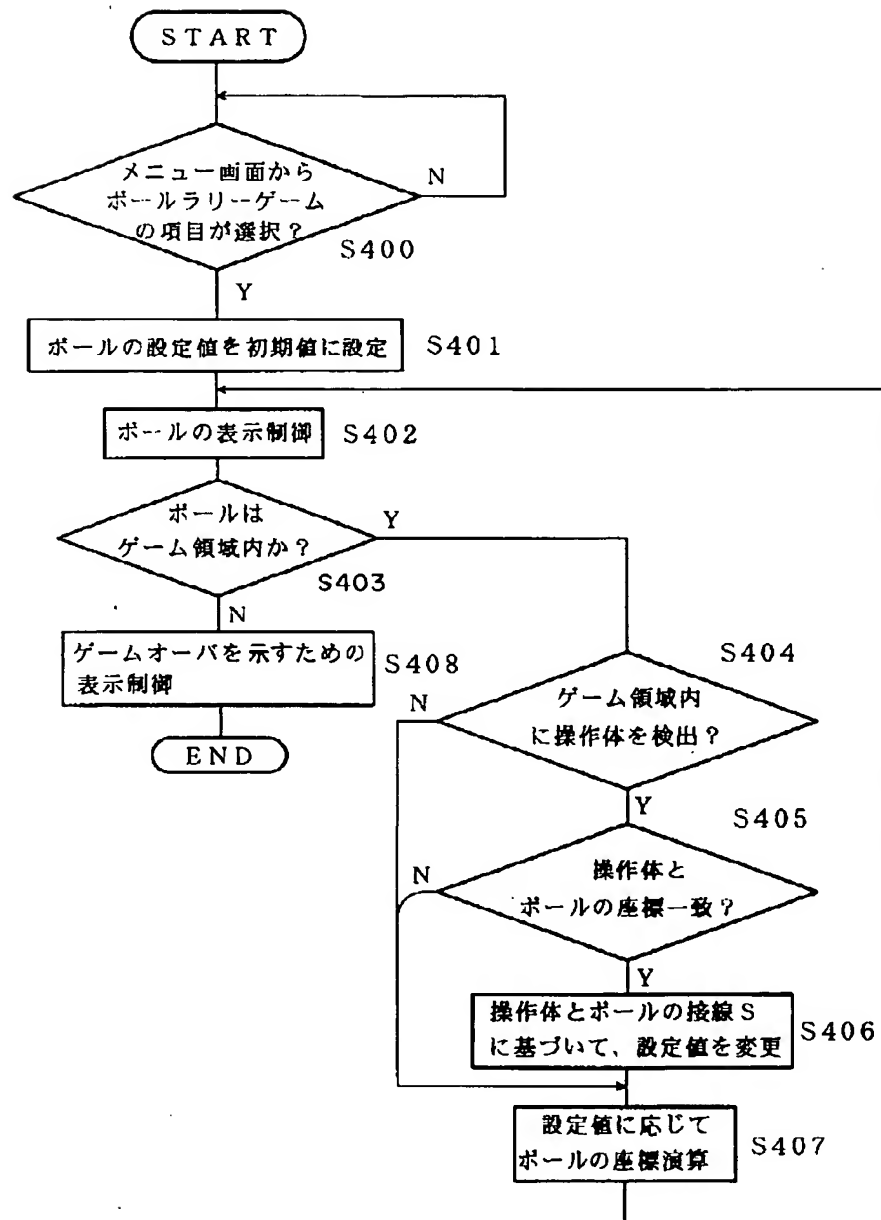 START
メニュー画面から
ボールラリーゲーム
の項目が選択？
N
S400
Y
ボールの設定値を初期値に設定
S401
ボールの表示制御
S402
ボールは
ゲーム領域内か？
Y
S403
N
ゲームオーバを示すための
表示制御
S408
END
S404
ゲーム領域内
に操作体を検出？
N
Y
S405
操作体と
ボールの座標一致？
N
Y
操作体とボールの接線S
に基づいて、設定値を変更
S406
設定値に応じて
ボールの座標演算
S407